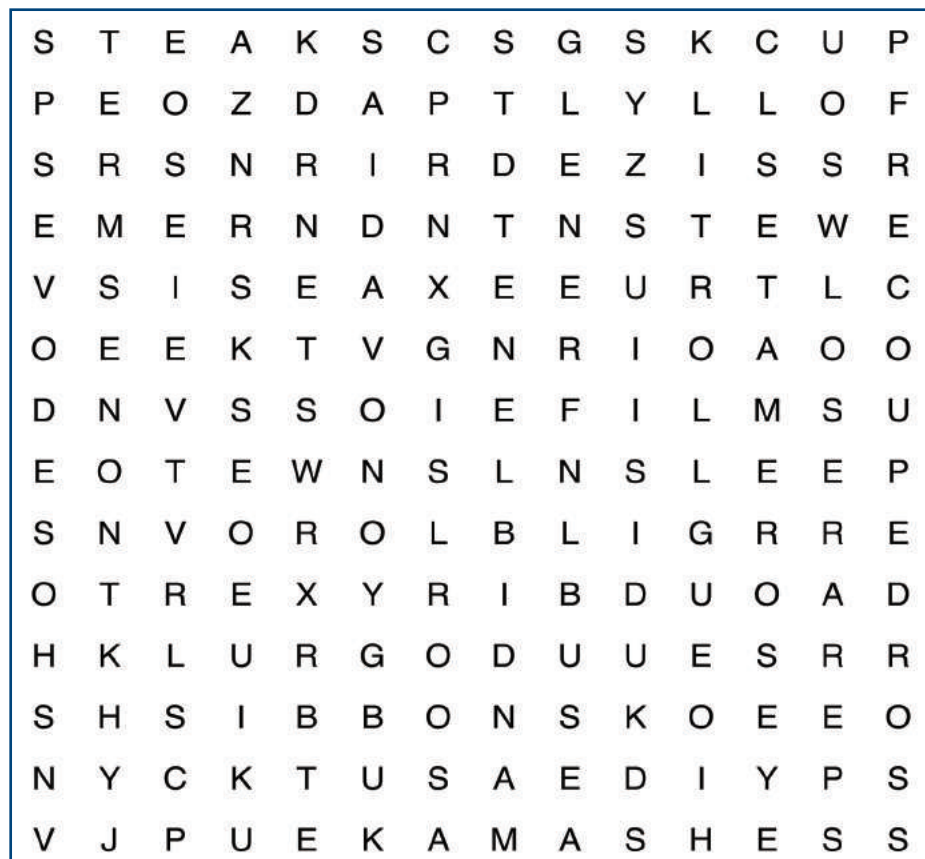 S T E A K S C S G S K C U P
P E O Z D A P T L Y L L O F
S R S N R I R D E Z I S S R
E M E R N D N T N S T E W E
V S I S E A X E E U R T L C
O E E K T V G N R I O A O O
D N V S S O I E F I L M S U
E O T E W N S L N S L E E P
S N V O R O L B L I G R R E
O T R E X Y R I B D U O A D
H K L U R G O D U U E S R R
S H S I B B O N S K O E E O
N Y C K T U S A E D I Y P S
V J P U E K A M A S H E S S